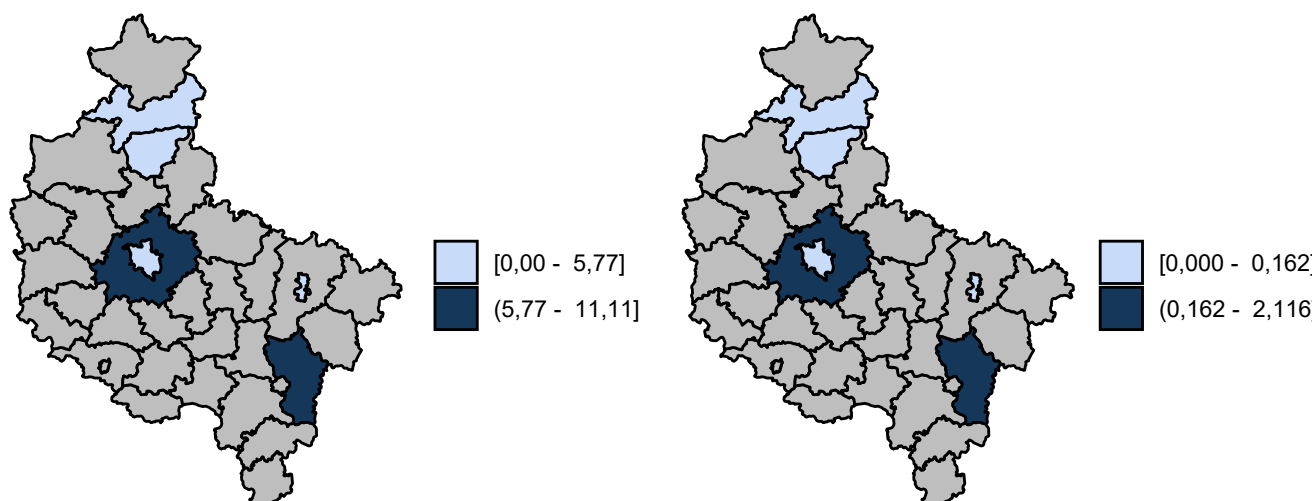 [0,00 - 5,77]
(5,77 - 11,11]
[0,000 - 0,162]
(0,162 - 2,116]